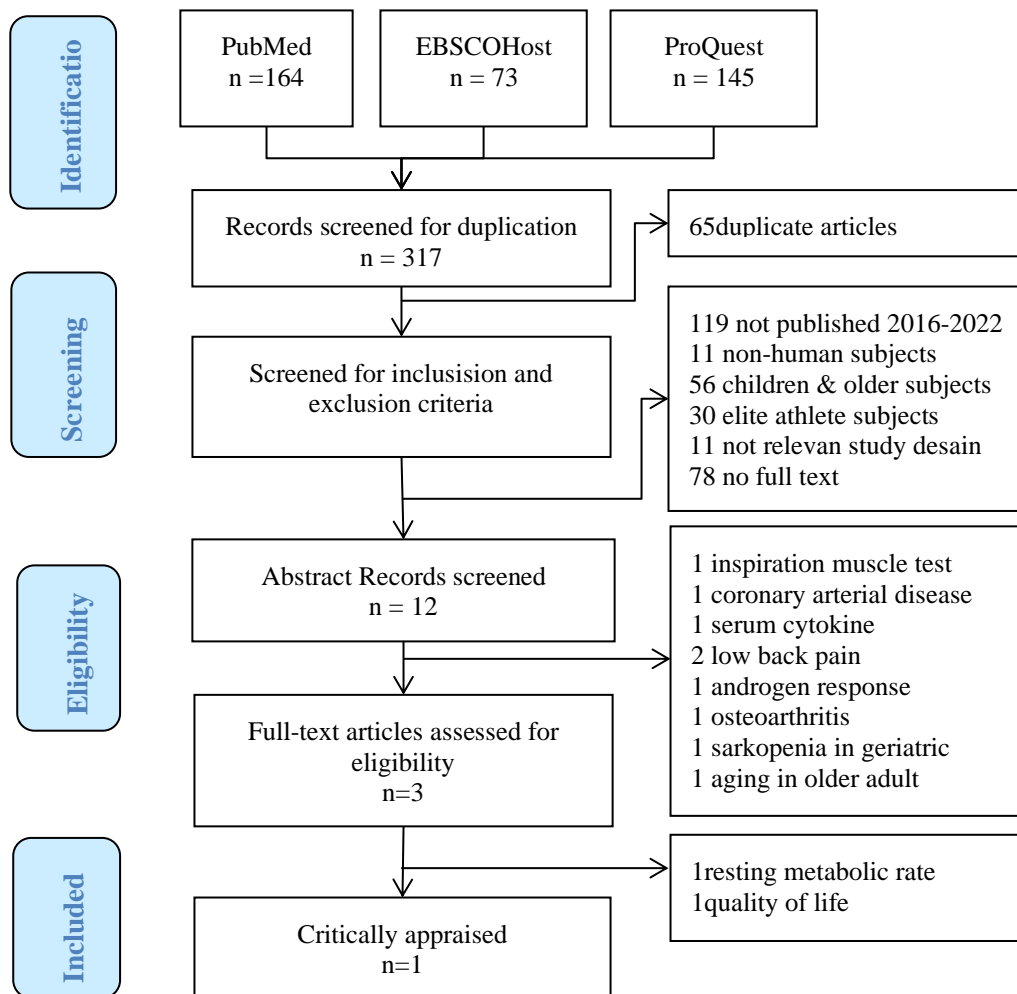 Identificatio
PubMed
n =164
EBSCOHost
n = 73
ProQuest
n = 145
Records screened for duplication
n = 317
65duplicate articles
Screening
Screened for inclusision and
exclusion criteria
119 not published 2016-2022
11 non-human subjects
56 children & older subjects
30 elite athlete subjects
11 not relevan study desain
78 no full text
Eligibility
Abstract Records screened
n = 12
1 inspiration muscle test
1 coronary arterial disease
1 serum cytokine
2 low back pain
1 androgen response
1 osteoarthritis
1 sarkopenia in geriatric
1 aging in older adult
Full-text articles assessed for
eligibility
n=3
Included
1resting metabolic rate
1quality of life
Critically appraised
n=1